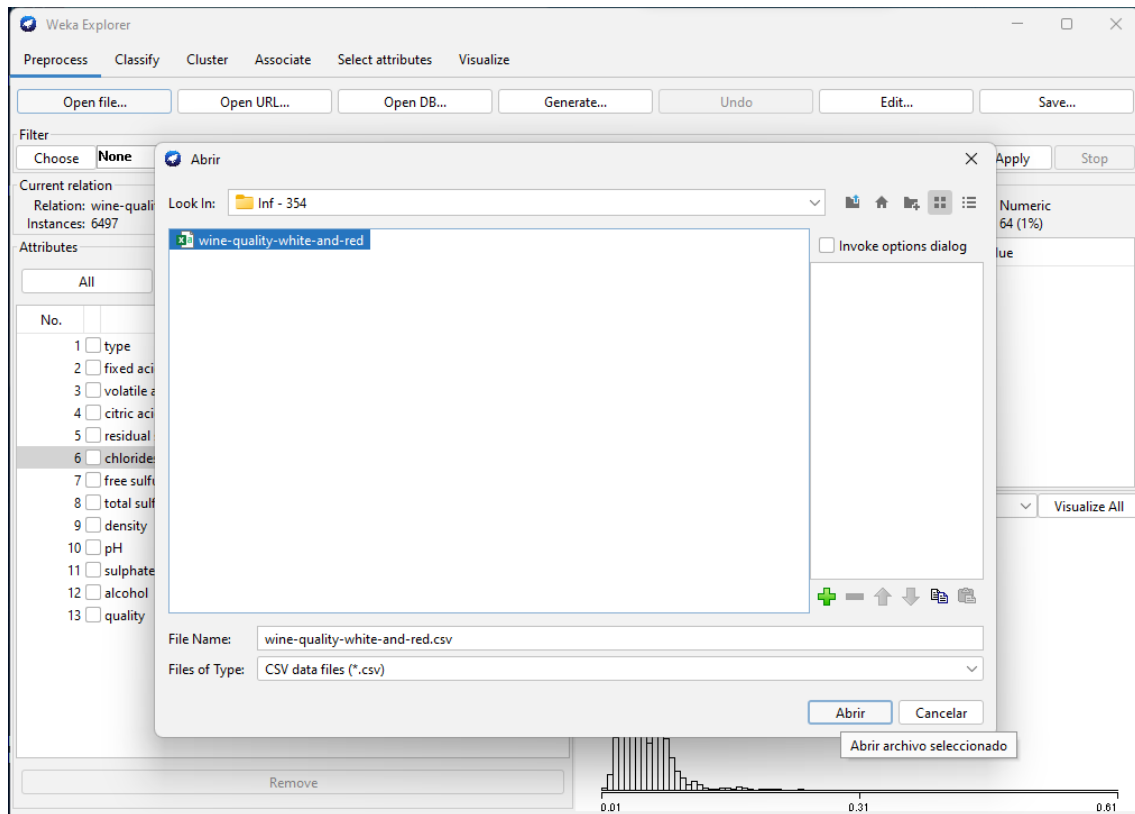 Weka Explorer
Preprocess Classify Cluster Associate Select attributes Visualize
Open file... Open URL... Open DB... Generate... Undo Edit... Save...
Filter
Choose None Apply Stop
Current relation
Relation: wine-quali
Instances: 6497
Numeric
64 (1%)
Attributes
lue
All
No.
1 type
2 fixed aci
3 volatile a
4 citric aci
5 residual
6 chlorides
7 free sulfu
8 total sulf
9 density
10 pH
11 sulphate
12 alcohol
13 quality
Remove
Visualize All
0.01 0.31 0.61
Abrir
Look In: Inf - 354
wine-quality-white-and-red
Invoke options dialog
File Name: wine-quality-white-and-red.csv
Files of Type: CSV data files (*.csv)
Abrir Cancelar
Abrir archivo seleccionado